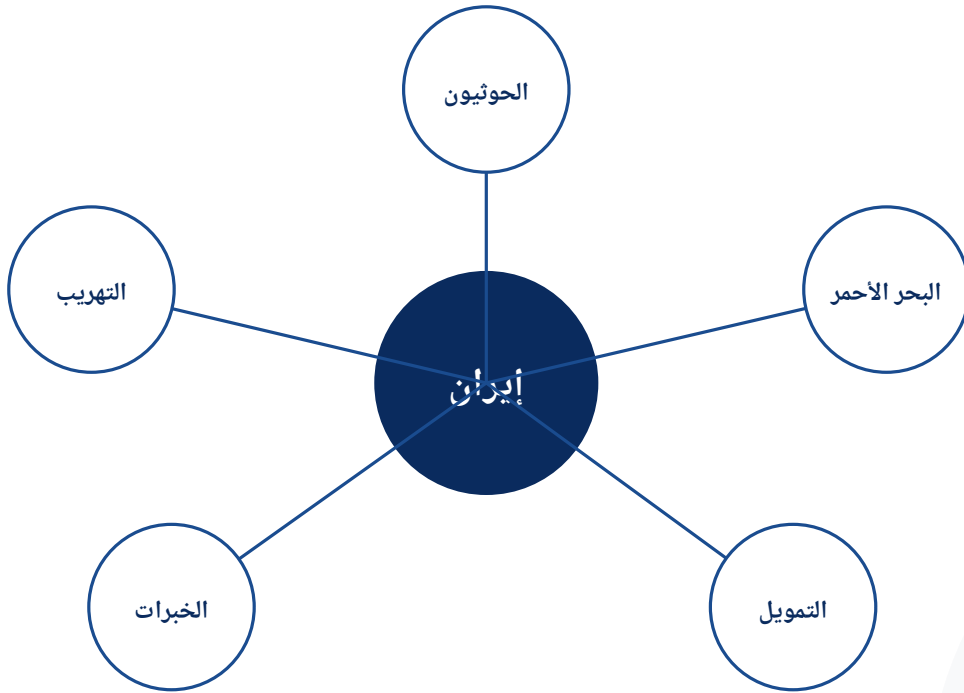 الحوثيون
البحر الأحمر
التهريب
إيران
الخبرات
التمويل